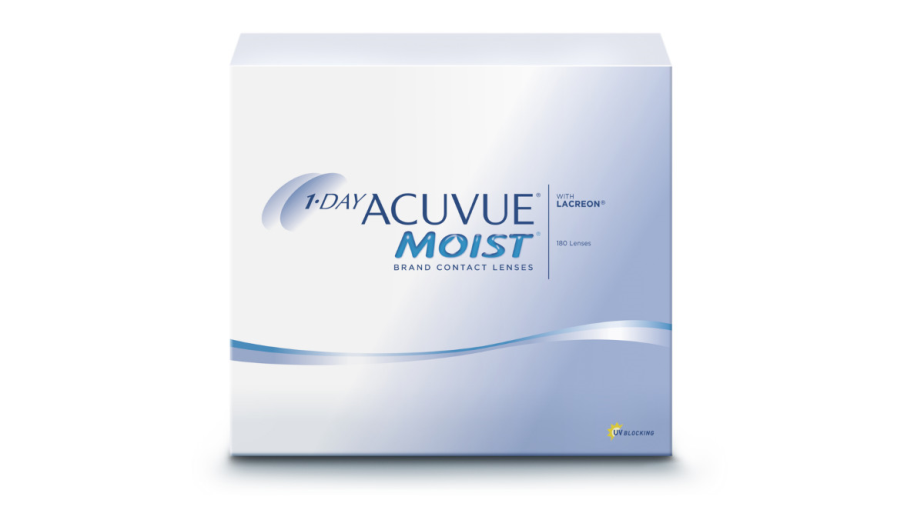 1·DAY ACUVUE®
MOIST®
BRAND CONTACT LENSES
WITH
LACREON®
180 Lenses
UV BLOCKING